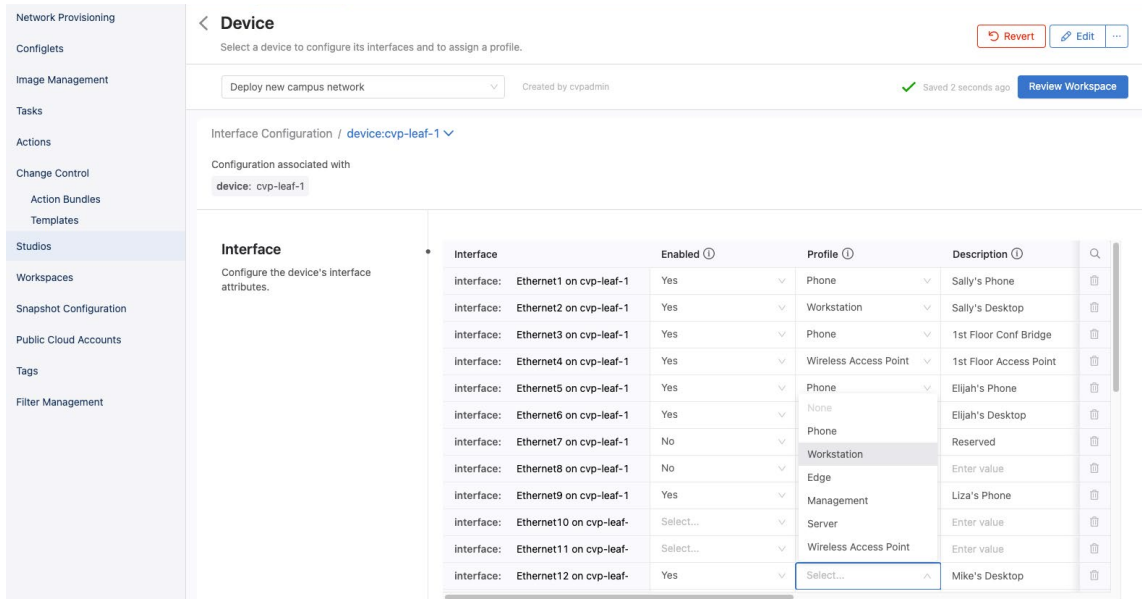 Network Provisioning
Configlets
Image Management
Tasks
Actions
Change Control
Action Bundles
Templates
Studios
Workspaces
Snapshot Configuration
Public Cloud Accounts
Tags
Filter Management
Device
Select a device to configure its interfaces and to assign a profile.
Revert
Edit
...
Deploy new campus network
Created by cvpadmin
Saved 2 seconds ago
Review Workspace
Interface Configuration / device:cvp-leaf-1
Configuration associated with
device: cvp-leaf-1
Interface
Configure the device's interface
attributes.
Interface Enabled Profile Description
interface: Ethernet1 on cvp-leaf-1 Yes Phone Sally's Phone
interface: Ethernet2 on cvp-leaf-1 Yes Workstation Sally's Desktop
interface: Ethernet3 on cvp-leaf-1 Yes Phone 1st Floor Conf Bridge
interface: Ethernet4 on cvp-leaf-1 Yes Wireless Access Point 1st Floor Access Point
interface: Ethernet5 on cvp-leaf-1 Yes Phone Elijah's Phone
interface: Ethernet6 on cvp-leaf-1 Yes Elijah's Desktop
interface: Ethernet7 on cvp-leaf-1 No Reserved
interface: Ethernet8 on cvp-leaf-1 No Enter value
interface: Ethernet9 on cvp-leaf-1 Yes Liza's Phone
interface: Ethernet10 on cvp-leaf- Select... Enter value
interface: Ethernet11 on cvp-leaf- Select... Enter value
interface: Ethernet12 on cvp-leaf- Yes Select... Mike's Desktop
None
Phone
Workstation
Edge
Management
Server
Wireless Access Point